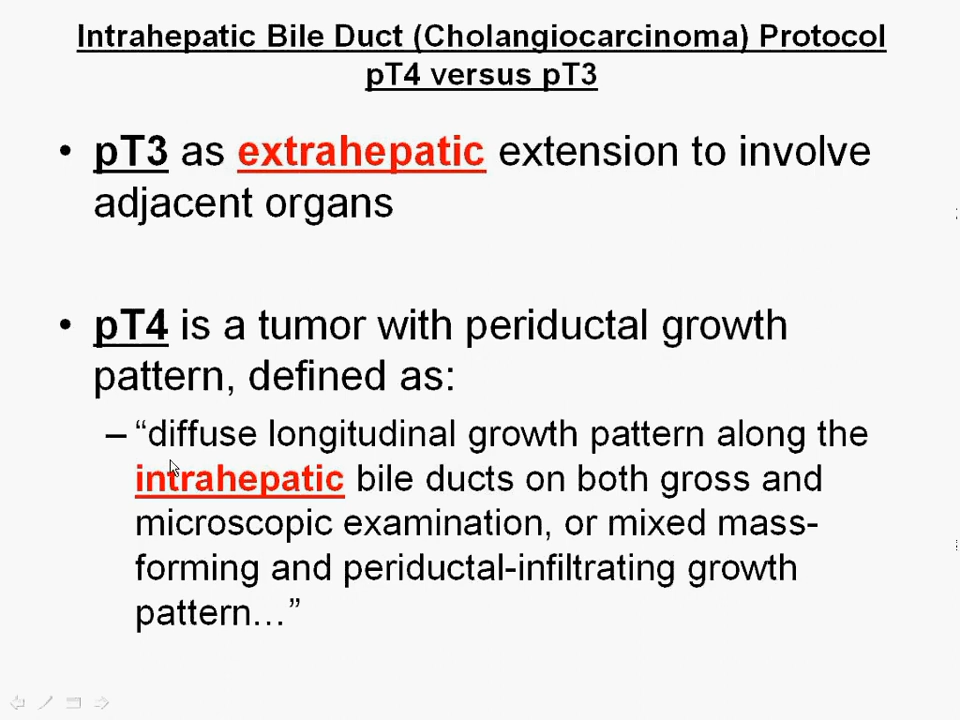 Intrahepatic Bile Duct (Cholangiocarcinoma) Protocol
pT4 versus pT3
• pT3 as extrahepatic extension to involve
adjacent organs
• pT4 is a tumor with periductal growth
pattern, defined as:
– “diffuse longitudinal growth pattern along the
intrahepatic bile ducts on both gross and
microscopic examination, or mixed mass-
forming and periductal-infiltrating growth
pattern…”